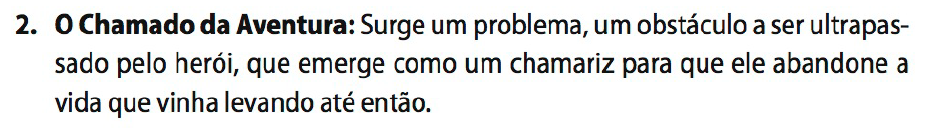 2. O Chamado da Aventura: Surge um problema, um obstáculo a ser ultrapas-
sado pelo herói, que emerge como um chamariz para que ele abandone a
vida que vinha levando até então.